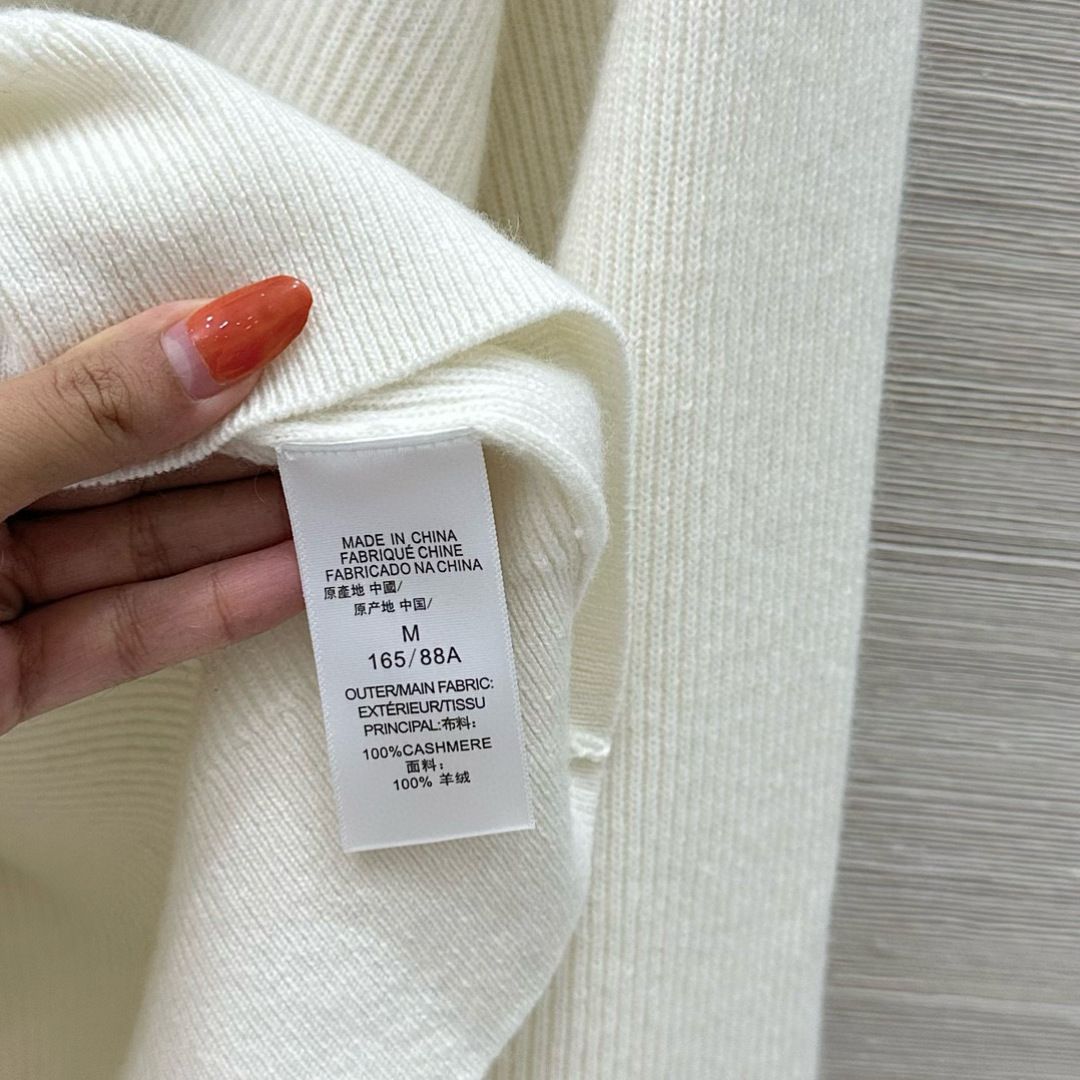 MADE IN CHINA
FABRIQUÉ CHINE
FABRICADO NA CHINA
原產地 中國/
原产地 中国/
M
165/88A
OUTER/MAIN FABRIC:
EXTÉRIEUR/TISSU
PRINCIPAL:布料:
100%CASHMERE
面料:
100% 羊绒